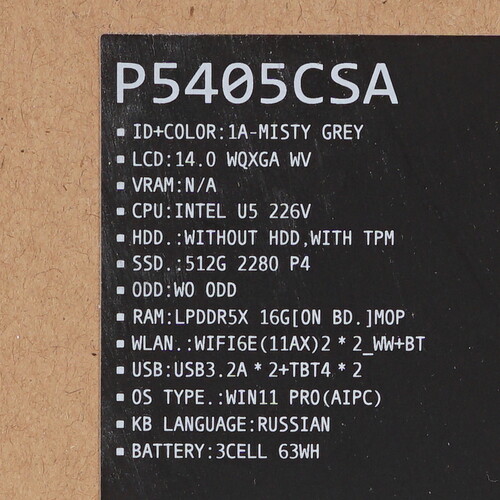 P5405CSA
ID+COLOR:1A-MISTY GREY
LCD:14.0 WQXGA WV
VRAM:N/A
CPU:INTEL U5 226V
HDD.:WITHOUT HDD,WITH TPM
SSD.:512G 2280 P4
ODD:WO ODD
RAM:LPDDR5X 16G[ON BD.]MOP
WLAN.:WIFI6E(11AX)2*2_WW+BT
USB:USB3.2A*2+TBT4*2
OS TYPE.:WIN11 PRO(AIPC)
KB LANGUAGE:RUSSIAN
BATTERY:3CELL 63WH